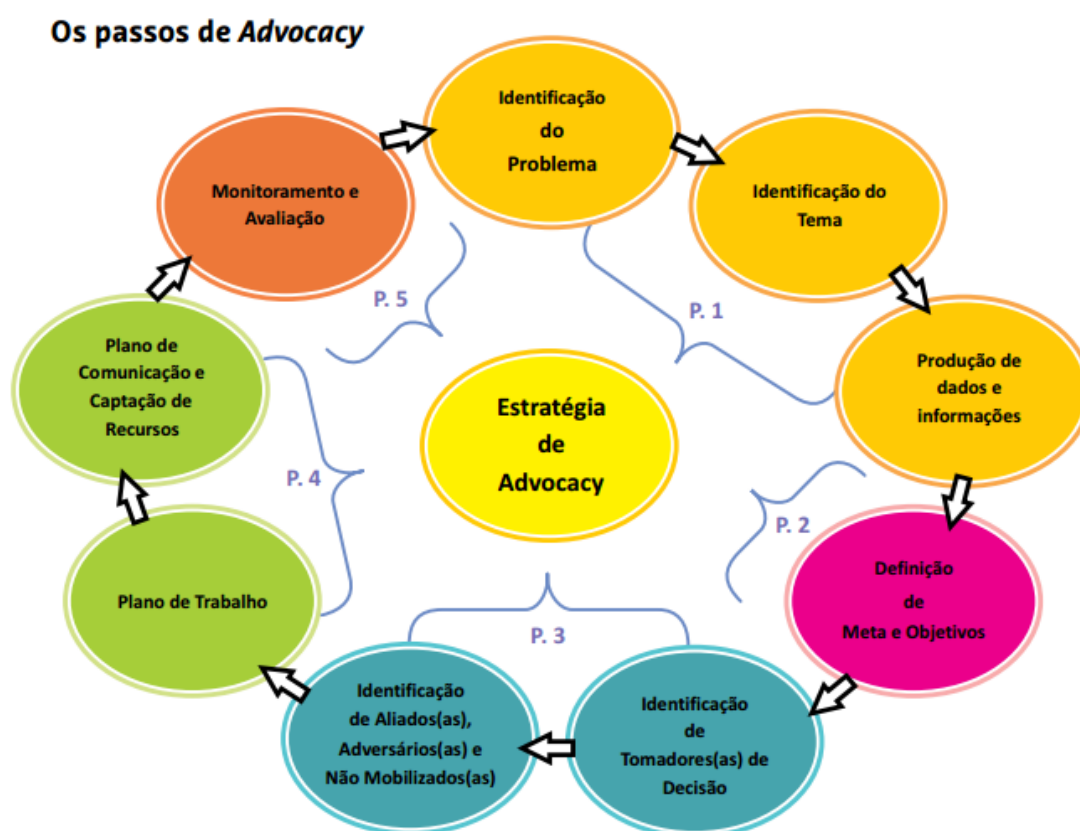 Os passos de Advocacy
Identificação
do
Problema
Identificação do
Tema
Produção de
dados e
informações
Definição
de
Meta e Objetivos
Identificação
de
Tomadores(as) de
Decisão
Identificação
de Aliados(as),
Adversários(as) e
Não Mobilizados(as)
Plano de Trabalho
Plano de
Comunicação e
Captação de
Recursos
Monitoramento e
Avaliação
P. 1
P. 2
P. 3
P. 4
P. 5
Estratégia
de
Advocacy